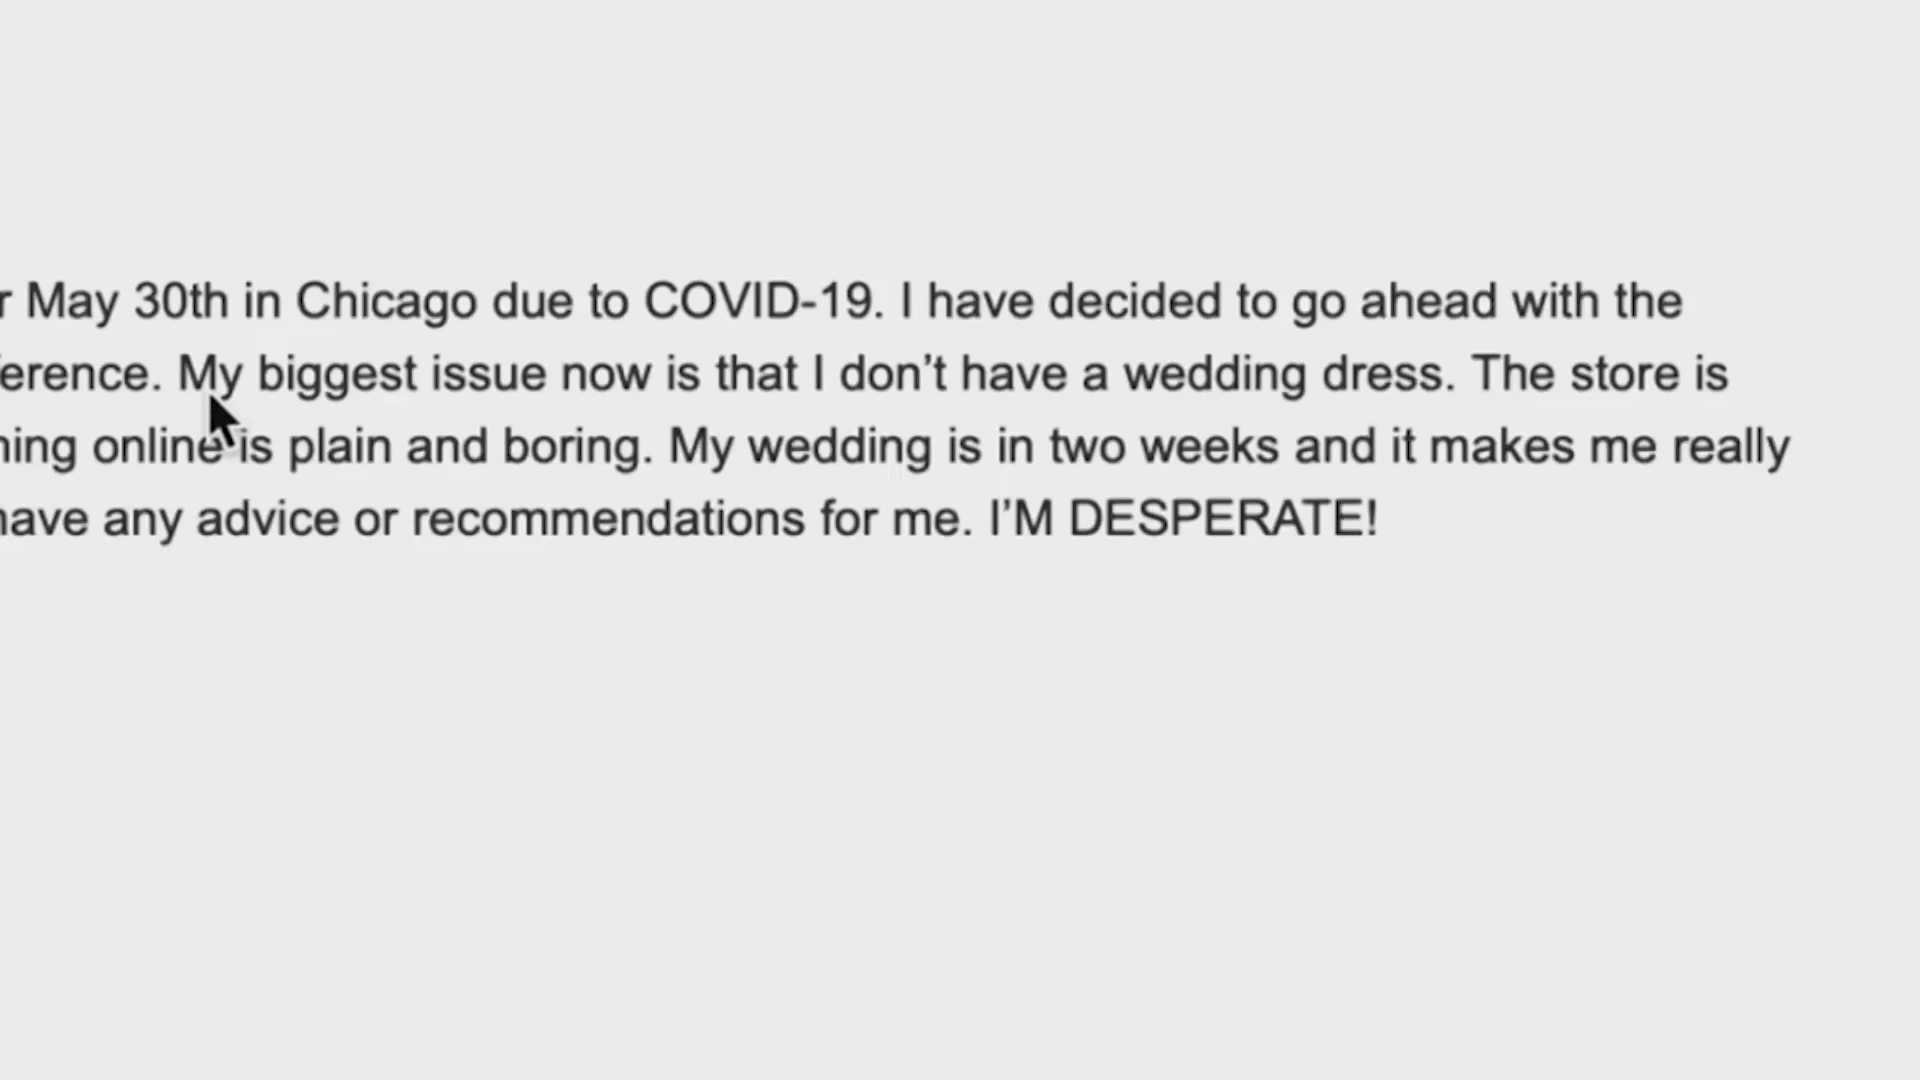 r May 30th in Chicago due to COVID-19. I have decided to go ahead with the
erence. My biggest issue now is that I don’t have a wedding dress. The store is
ning online is plain and boring. My wedding is in two weeks and it makes me really
have any advice or recommendations for me. I’M DESPERATE!